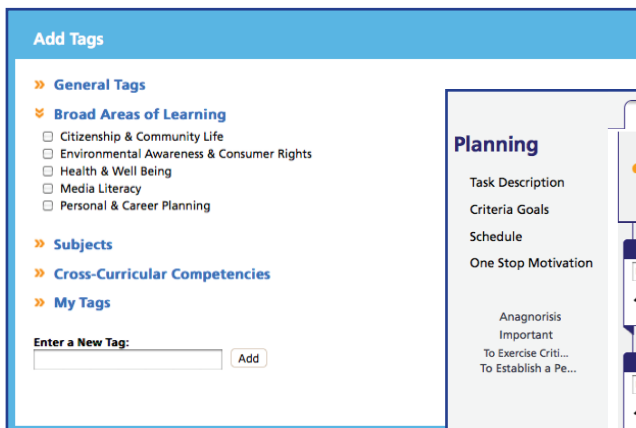 Add Tags
General Tags
Broad Areas of Learning
Citizenship & Community Life
Environmental Awareness & Consumer Rights
Health & Well Being
Media Literacy
Personal & Career Planning
Subjects
Cross-Curricular Competencies
My Tags
Enter a New Tag:
Add
Planning
Task Description
Criteria Goals
Schedule
One Stop Motivation
Anagnorisis
Important
To Exercise Criti...
To Establish a Pe...